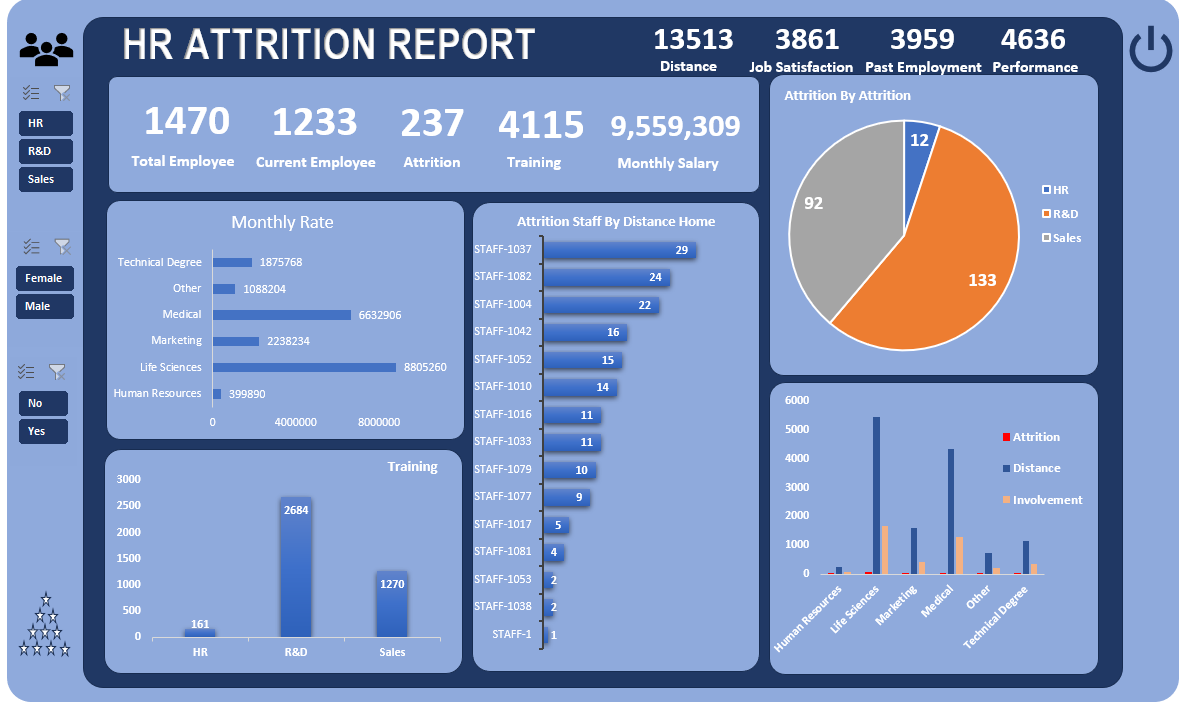 HR ATTRITION REPORT
13513 3861 3959 4636
Distance Job Satisfaction Past Employment Performance
HR
R&D
Sales
Female
Male
No
Yes
1470 1233 237 4115 9,559,309
Total Employee Current Employee Attrition Training Monthly Salary
Monthly Rate
Technical Degree 1875768
Other 1088204
Medical 6632906
Marketing 2238234
Life Sciences 8805260
Human Resources 399890
0 4000000 8000000
Training
3000
2500
2000
1500
1000
500
0
2684
1270
161
HR R&D Sales
Attrition Staff By Distance Home
STAFF-1037 29
STAFF-1082 24
STAFF-1004 22
STAFF-1042 16
STAFF-1052 15
STAFF-1010 14
STAFF-1016 11
STAFF-1033 11
STAFF-1079 10
STAFF-1077 9
STAFF-1017 5
STAFF-1081 4
STAFF-1053 2
STAFF-1038 2
STAFF-1 1
Attrition By Attrition
12
92
133
HR
R&D
Sales
6000
5000
4000
3000
2000
1000
0
Attrition
Distance
Involvement
Human Resources
Life Sciences
Marketing
Medical
Other
Technical Degree